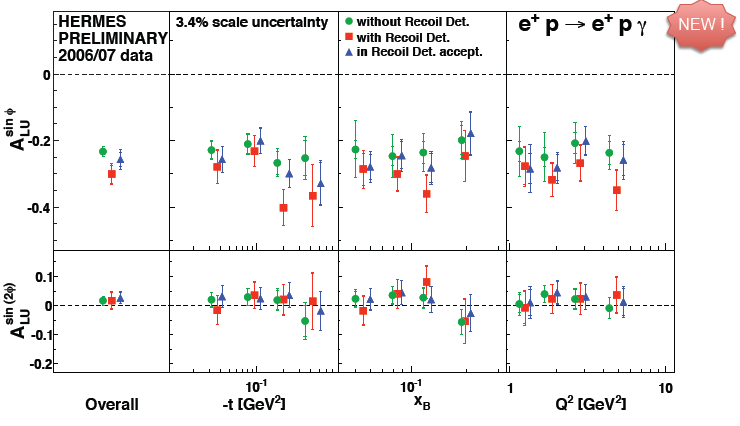 HERMES
PRELIMINARY
2006/07 data
3.4% scale uncertainty
without Recoil Det.
with Recoil Det.
in Recoil Det. accept.
e⁺ p → e⁺ p γ
NEW !
A_LU^sin ϕ
0
-0.2
-0.4
A_LU^sin (2ϕ)
0.1
0
-0.1
-0.2
10⁻¹
10⁻¹
1
10
Overall
-t [GeV²]
x_B
Q² [GeV²]